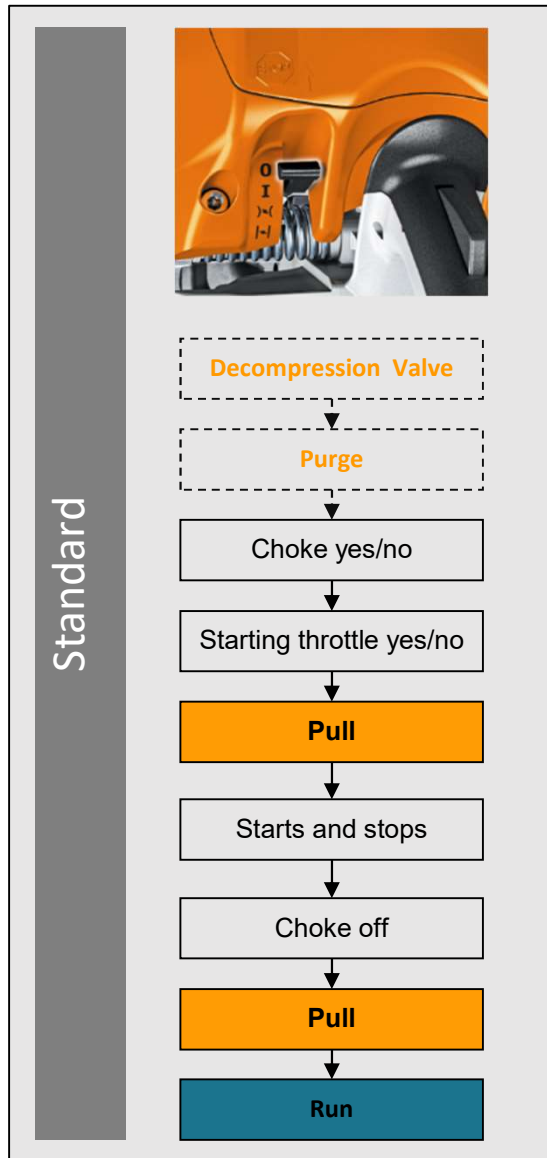 STOP
O
I
Standard
Decompression Valve
Purge
Choke yes/no
Starting throttle yes/no
Pull
Starts and stops
Choke off
Pull
Run